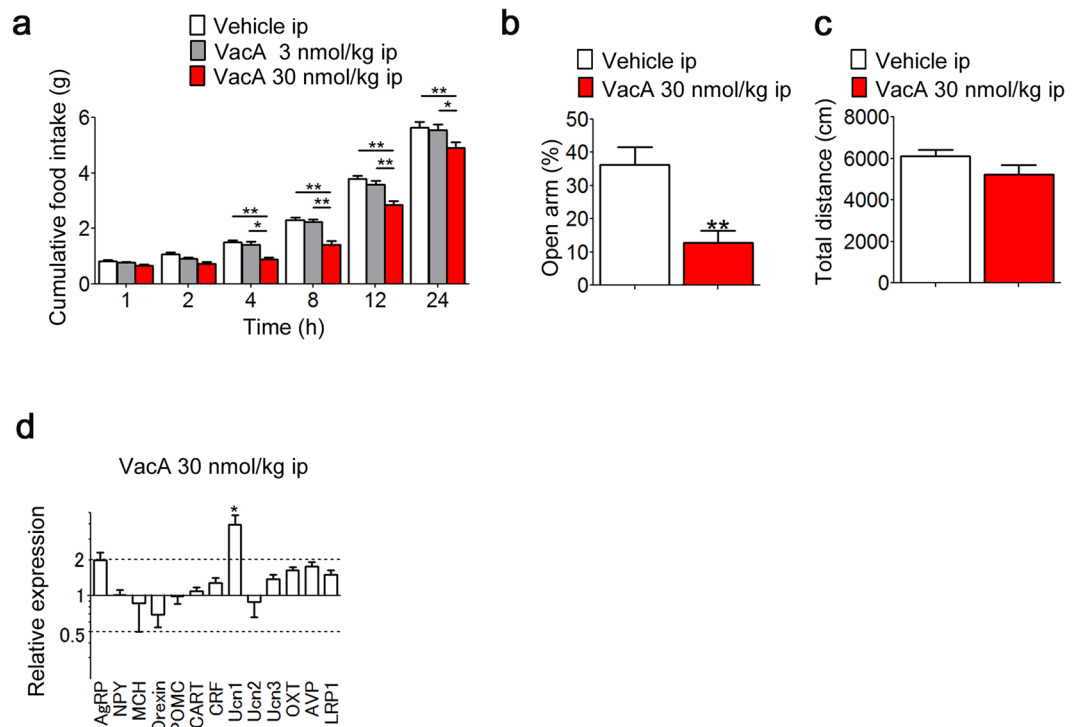 a
Vehicle ip
VacA 3 nmol/kg ip
VacA 30 nmol/kg ip
Cumulative food intake (g)
6
4
2
0
** * ** ** ** ** ** *
1 2 4 8 12 24
Time (h)
b
Vehicle ip
VacA 30 nmol/kg ip
Open arm (%)
50
40
30
20
10
0
**
c
Vehicle ip
VacA 30 nmol/kg ip
Total distance (cm)
8000
6000
4000
2000
0
d
VacA 30 nmol/kg ip
Relative expression
2
1
0.5
*
AgRP
NPY
MCH
Orexin
POMC
CART
CRF
Ucn1
Ucn2
Ucn3
OXT
AVP
LRP1